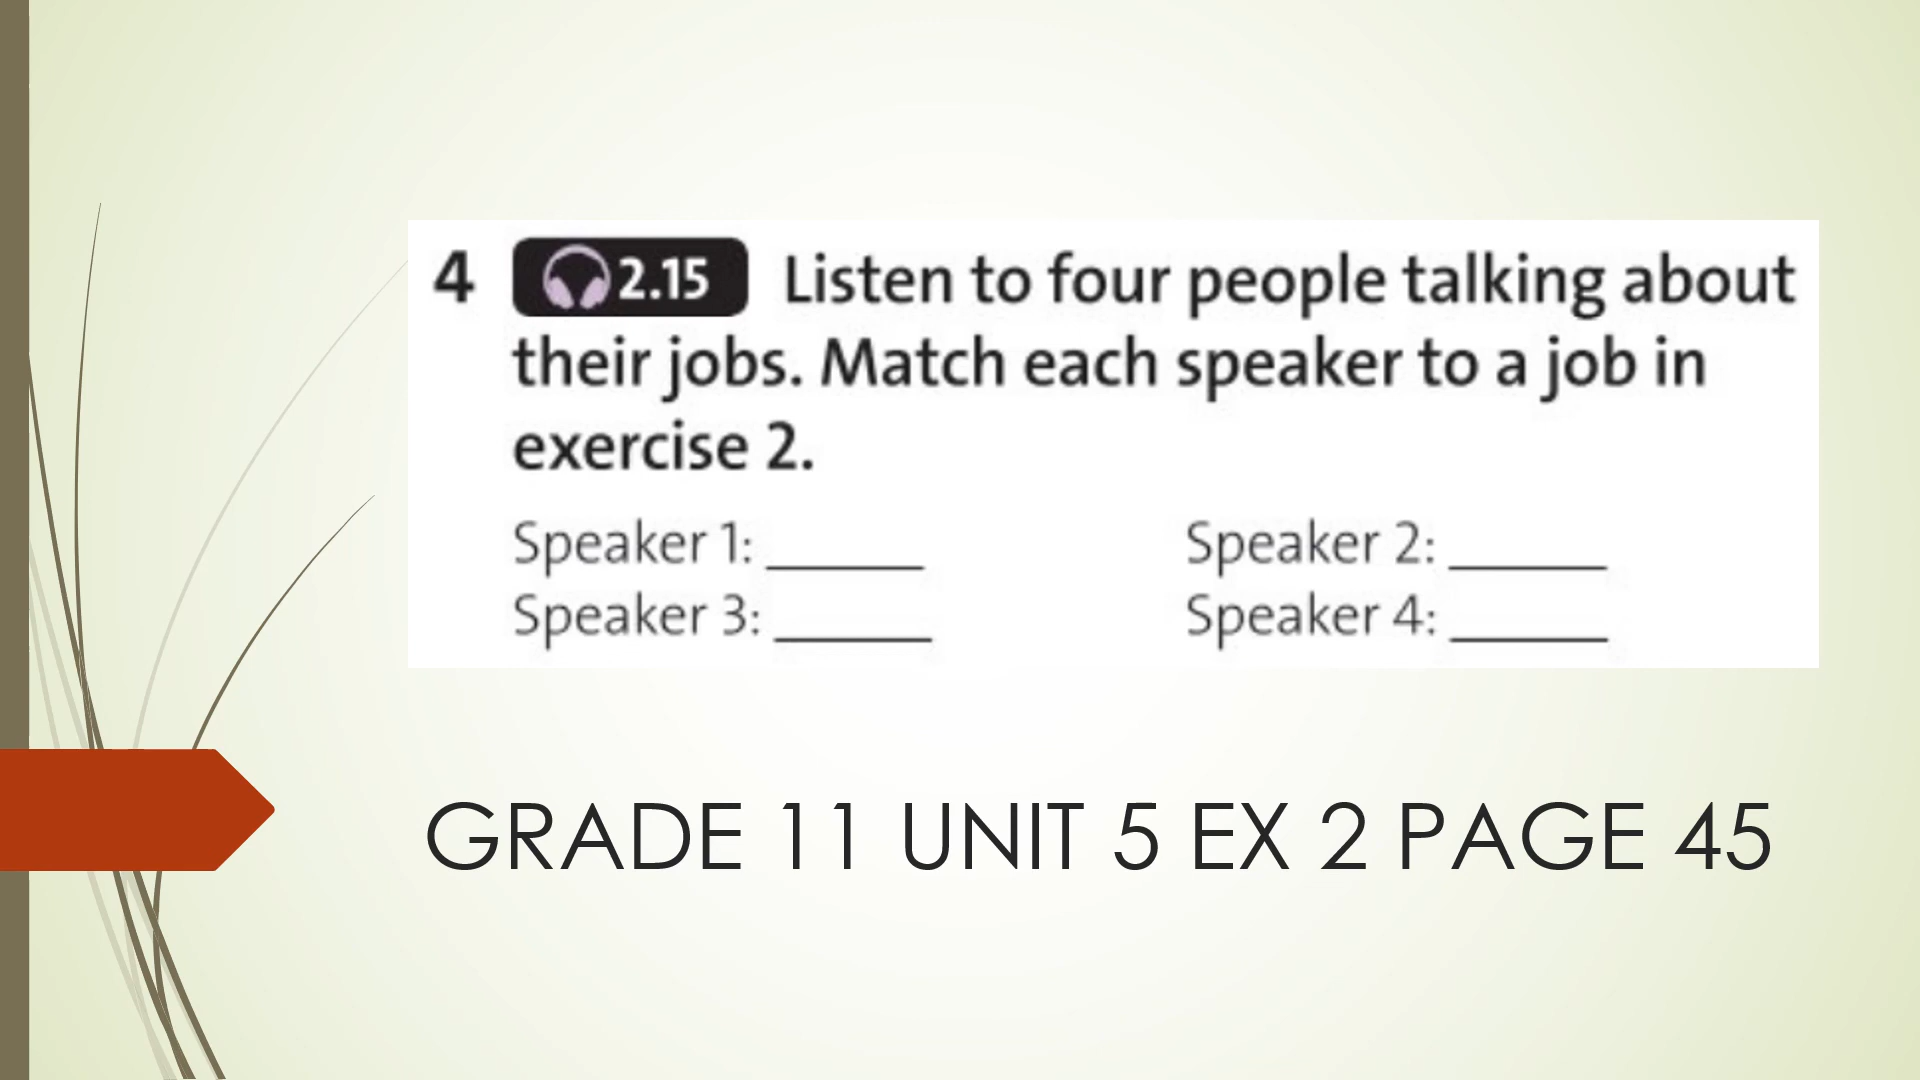 4 2.15 Listen to four people talking about
their jobs. Match each speaker to a job in
exercise 2.
Speaker 1: ______ Speaker 2: ______
Speaker 3: ______ Speaker 4: ______
GRADE 11 UNIT 5 EX 2 PAGE 45